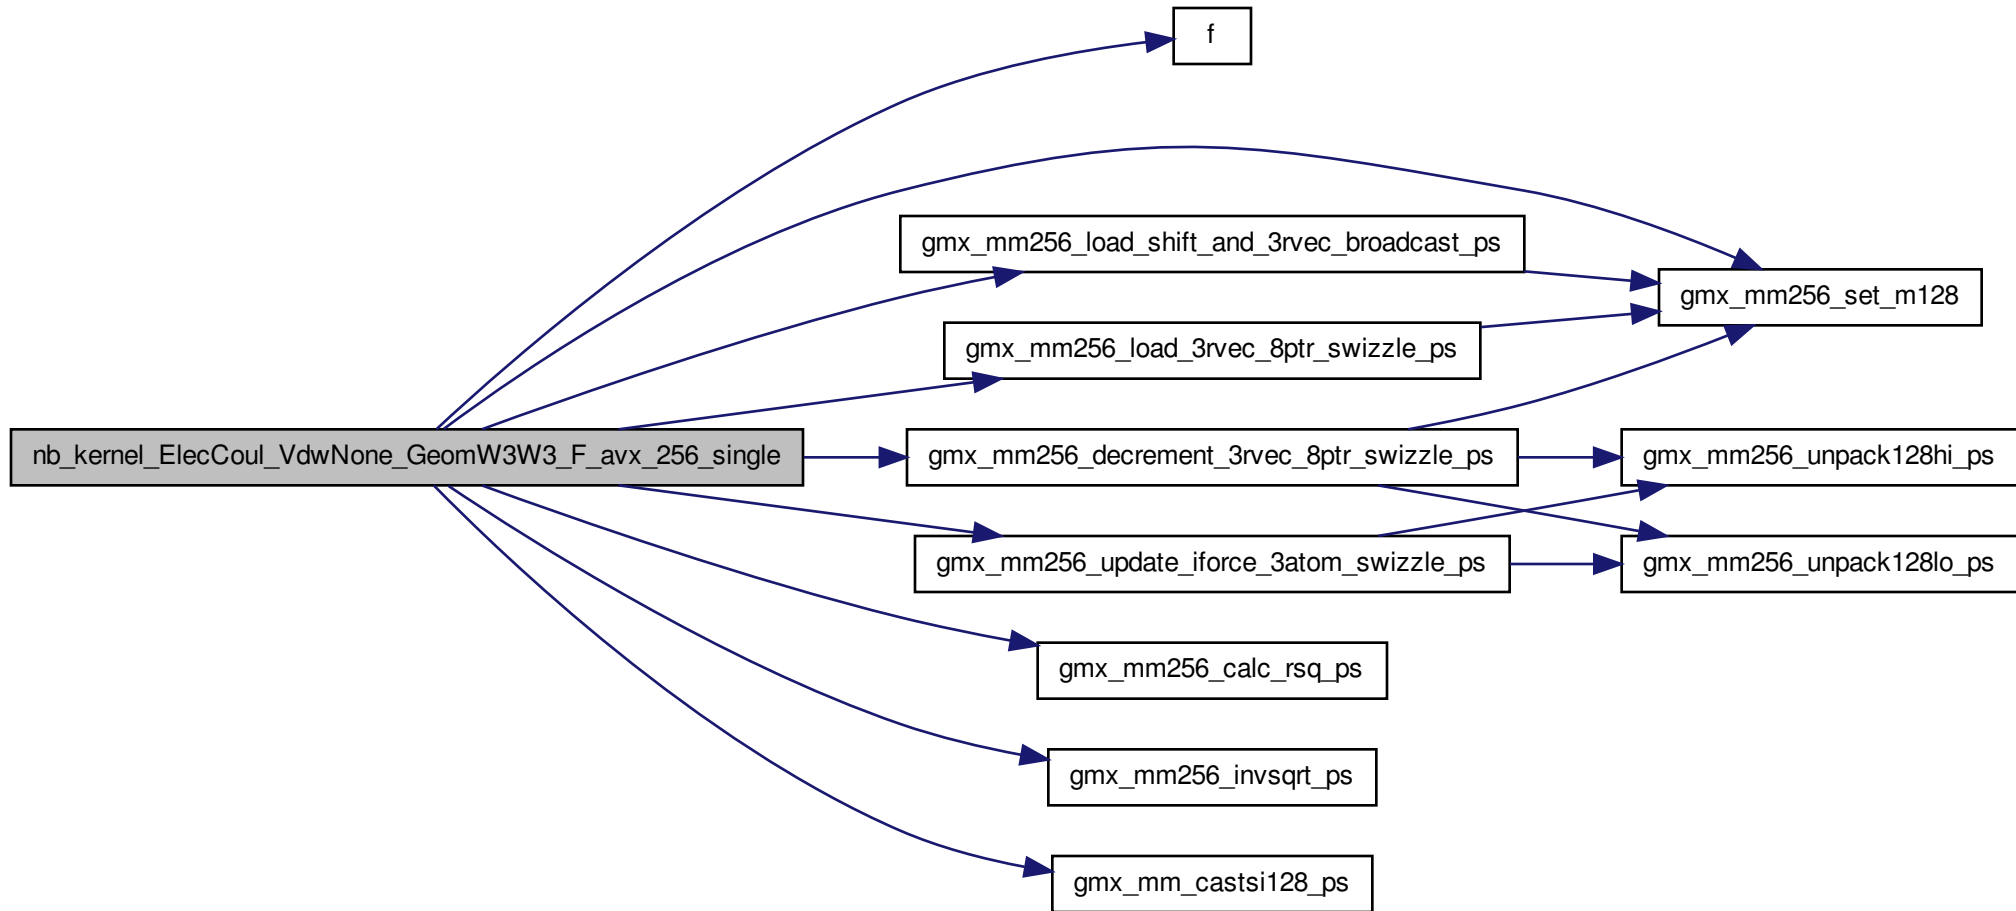 f
gmx_mm256_load_shift_and_3rvec_broadcast_ps
gmx_mm256_set_m128
gmx_mm256_load_3rvec_8ptr_swizzle_ps
nb_kernel_ElecCoul_VdwNone_GeomW3W3_F_avx_256_single
gmx_mm256_decrement_3rvec_8ptr_swizzle_ps
gmx_mm256_unpack128hi_ps
gmx_mm256_update_iforce_3atom_swizzle_ps
gmx_mm256_unpack128lo_ps
gmx_mm256_calc_rsq_ps
gmx_mm256_invsqrt_ps
gmx_mm_castsi128_ps